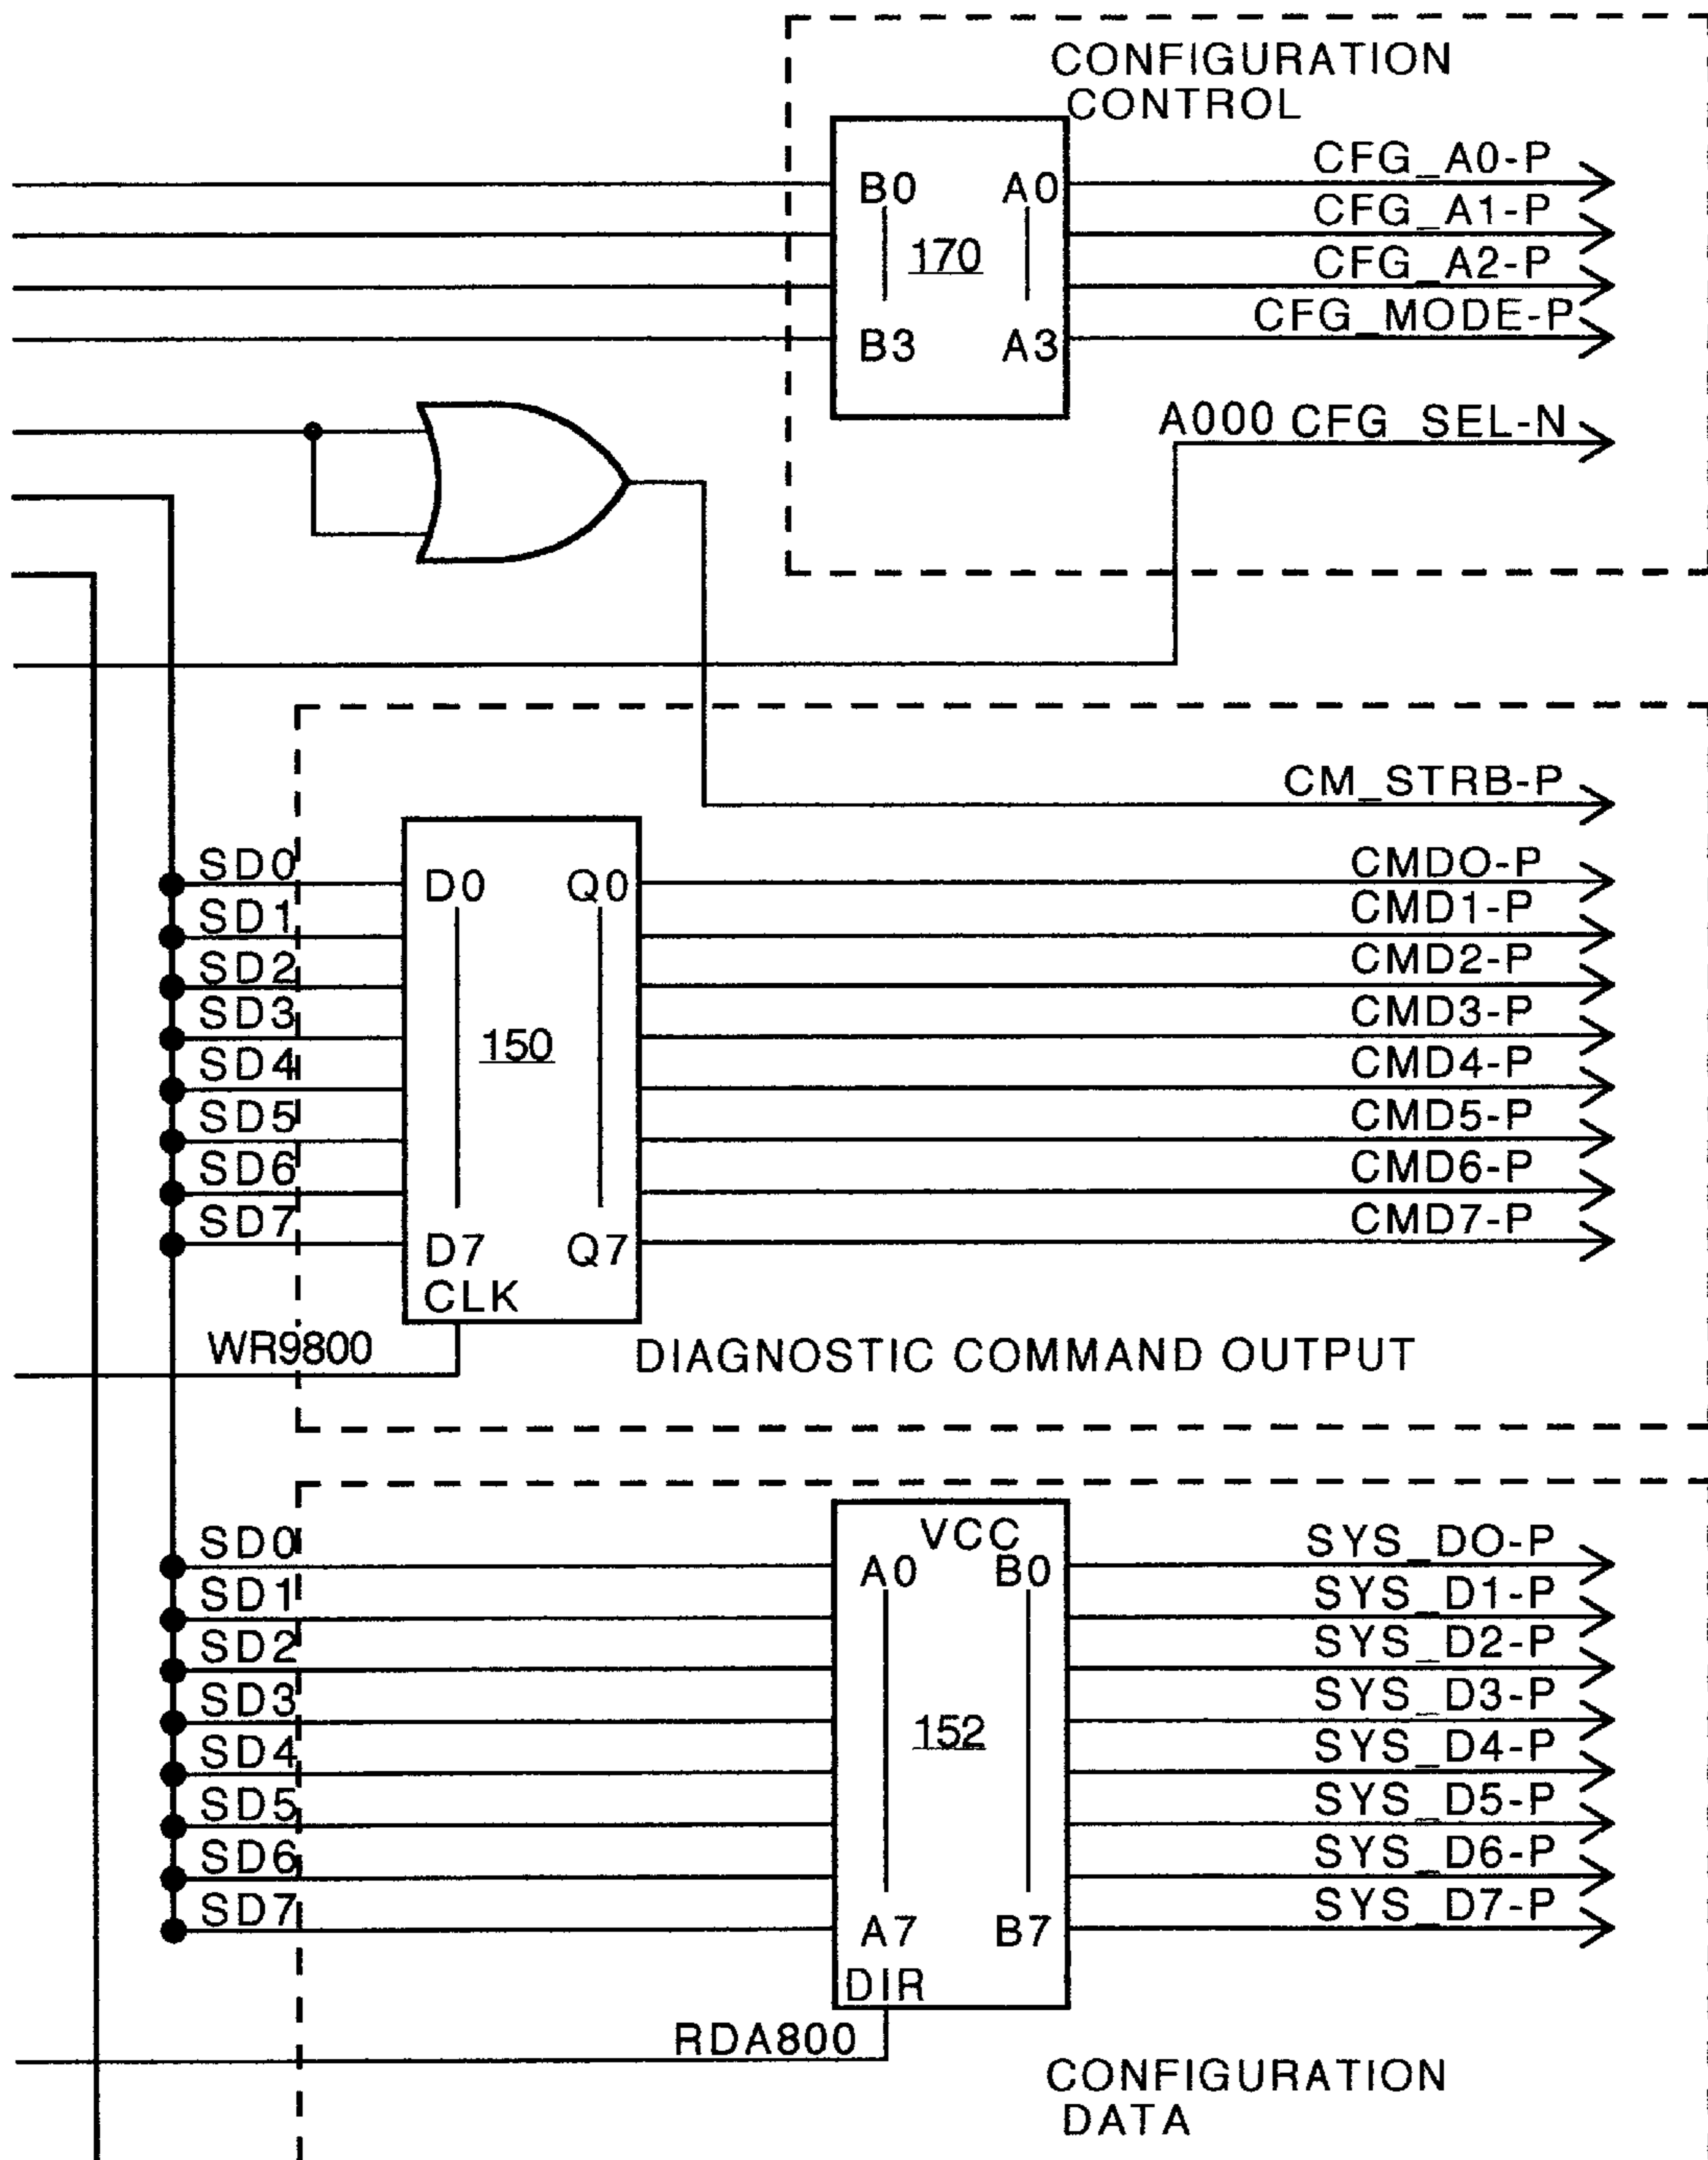 CONFIGURATION
CONTROL
B0 A0
170
B3 A3
CFG_A0-P
CFG_A1-P
CFG_A2-P
CFG_MODE-P
A000 CFG_SEL-N
CM_STRB-P
SD0
SD1
SD2
SD3
SD4
SD5
SD6
SD7
D0 Q0
150
D7 Q7
CLK
CMDO-P
CMD1-P
CMD2-P
CMD3-P
CMD4-P
CMD5-P
CMD6-P
CMD7-P
WR9800
DIAGNOSTIC COMMAND OUTPUT
SD0
SD1
SD2
SD3
SD4
SD5
SD6
SD7
VCC
A0 B0
152
A7 B7
DIR
SYS_DO-P
SYS_D1-P
SYS_D2-P
SYS_D3-P
SYS_D4-P
SYS_D5-P
SYS_D6-P
SYS_D7-P
RDA800
CONFIGURATION
DATA